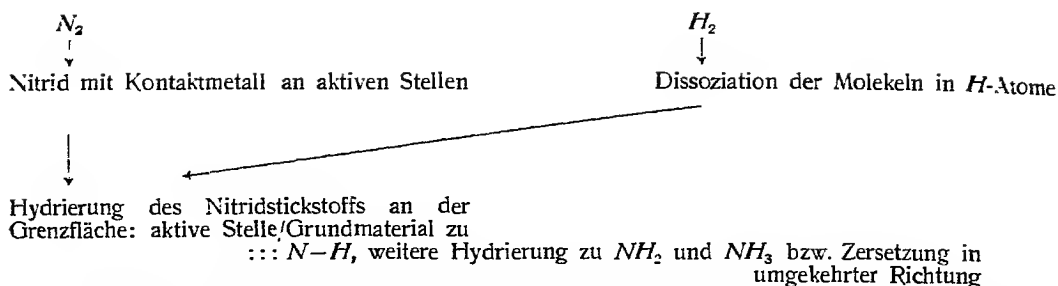 N₂ H₂
Nitrid mit Kontaktmetall an aktiven Stellen Dissoziation der Molekeln in H-Atome
Hydrierung des Nitridstickstoffs an der
Grenzfläche: aktive Stelle/Grundmaterial zu
::: N–H, weitere Hydrierung zu NH₂ und NH₃ bzw. Zersetzung in
umgekehrter Richtung